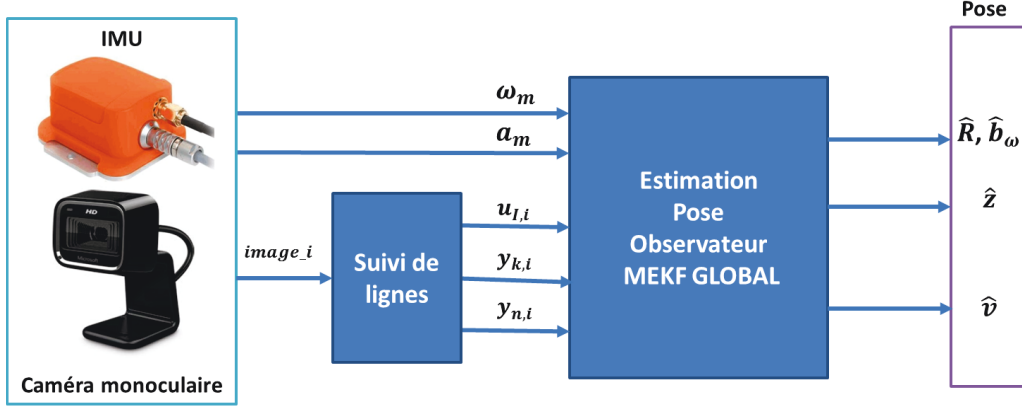 Pose
IMU
ω_m
a_m
R̂, b̂_ω
ẑ
v̂
Estimation
Pose
Observateur
MEKF GLOBAL
HD
Microsoft
image_i
Suivi de
lignes
u_{I,i}
y_{k,i}
y_{n,i}
Caméra monoculaire